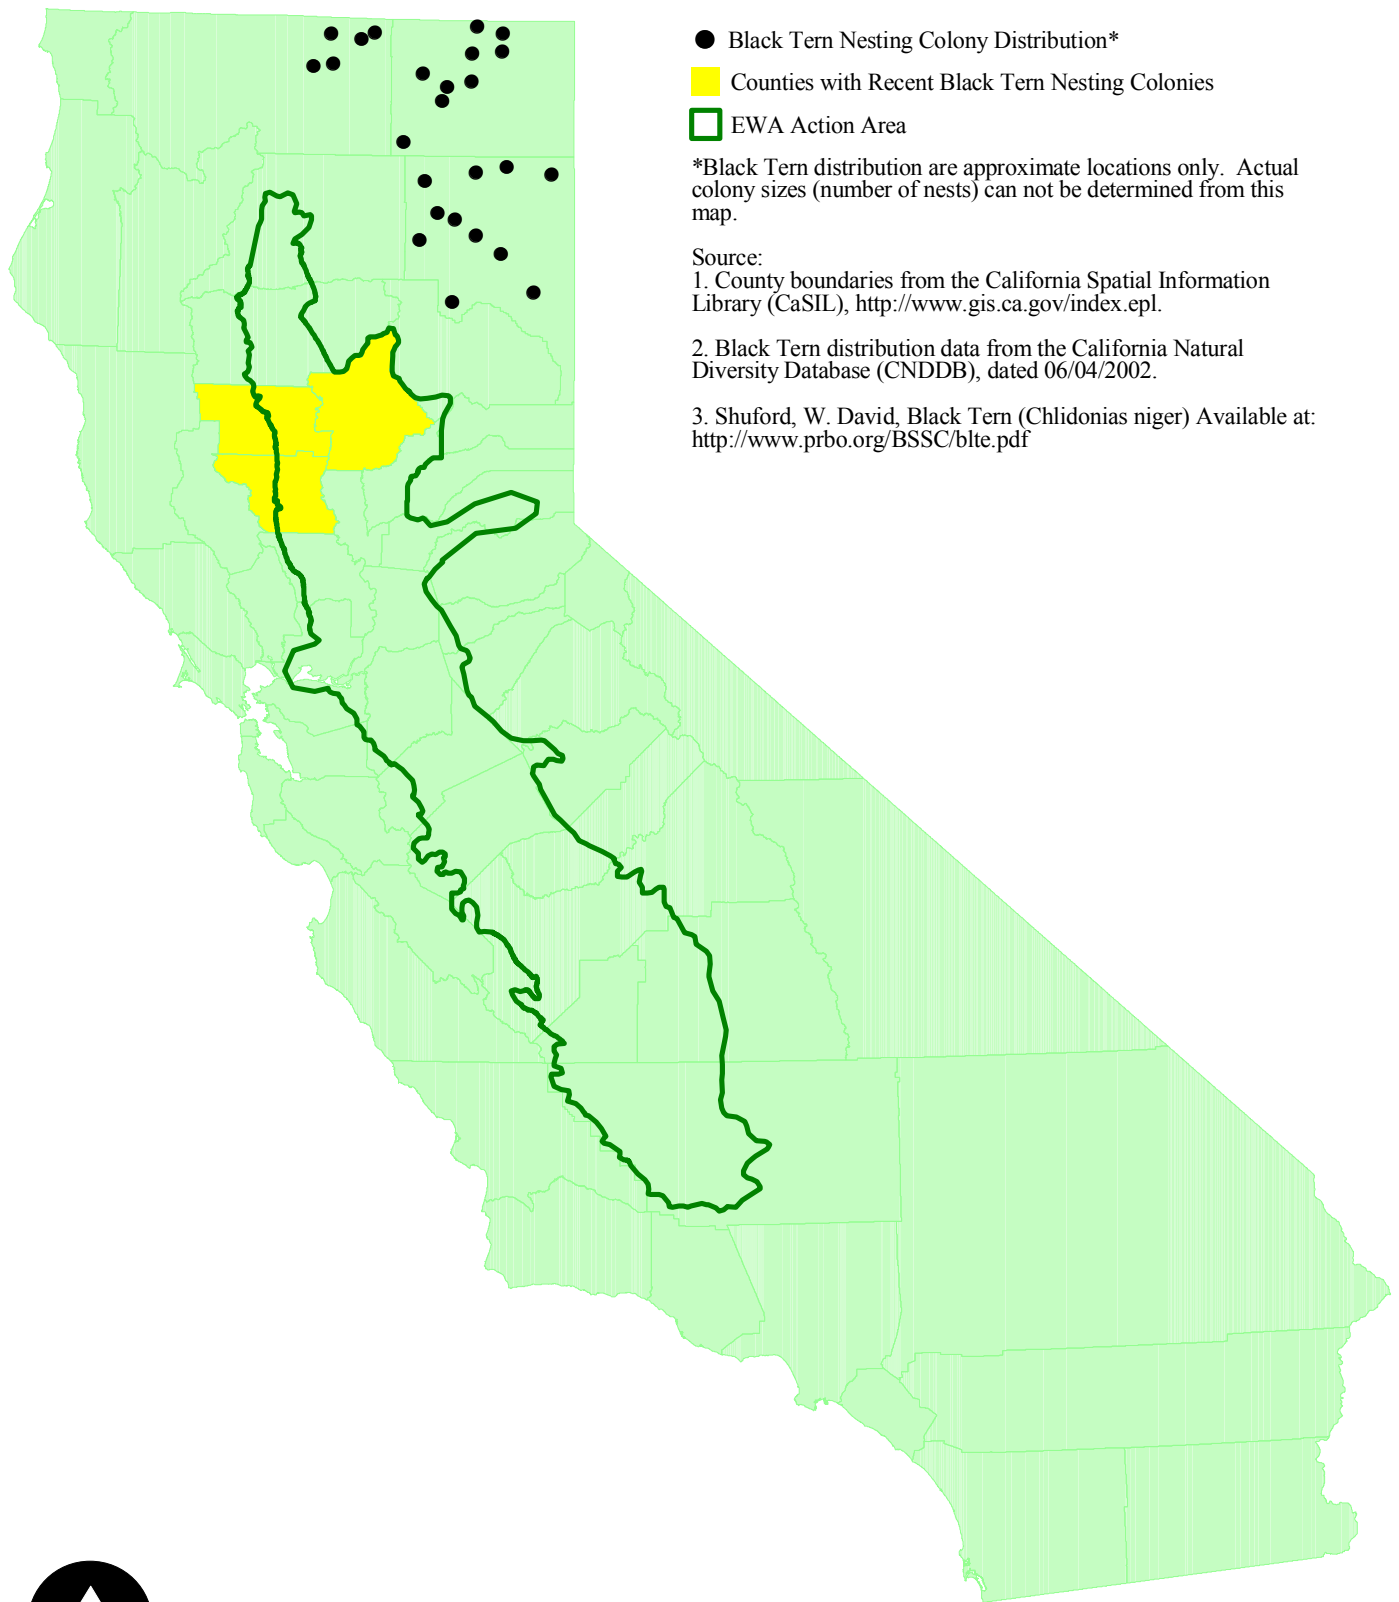 Black Tern Nesting Colony Distribution*
Counties with Recent Black Tern Nesting Colonies
EWA Action Area
*Black Tern distribution are approximate locations only. Actual
colony sizes (number of nests) can not be determined from this
map.
Source:
1. County boundaries from the California Spatial Information
Library (CaSIL), http://www.gis.ca.gov/index.epl.
2. Black Tern distribution data from the California Natural
Diversity Database (CNDDB), dated 06/04/2002.
3. Shuford, W. David, Black Tern (Chlidonias niger) Available at:
http://www.prbo.org/BSSC/blte.pdf